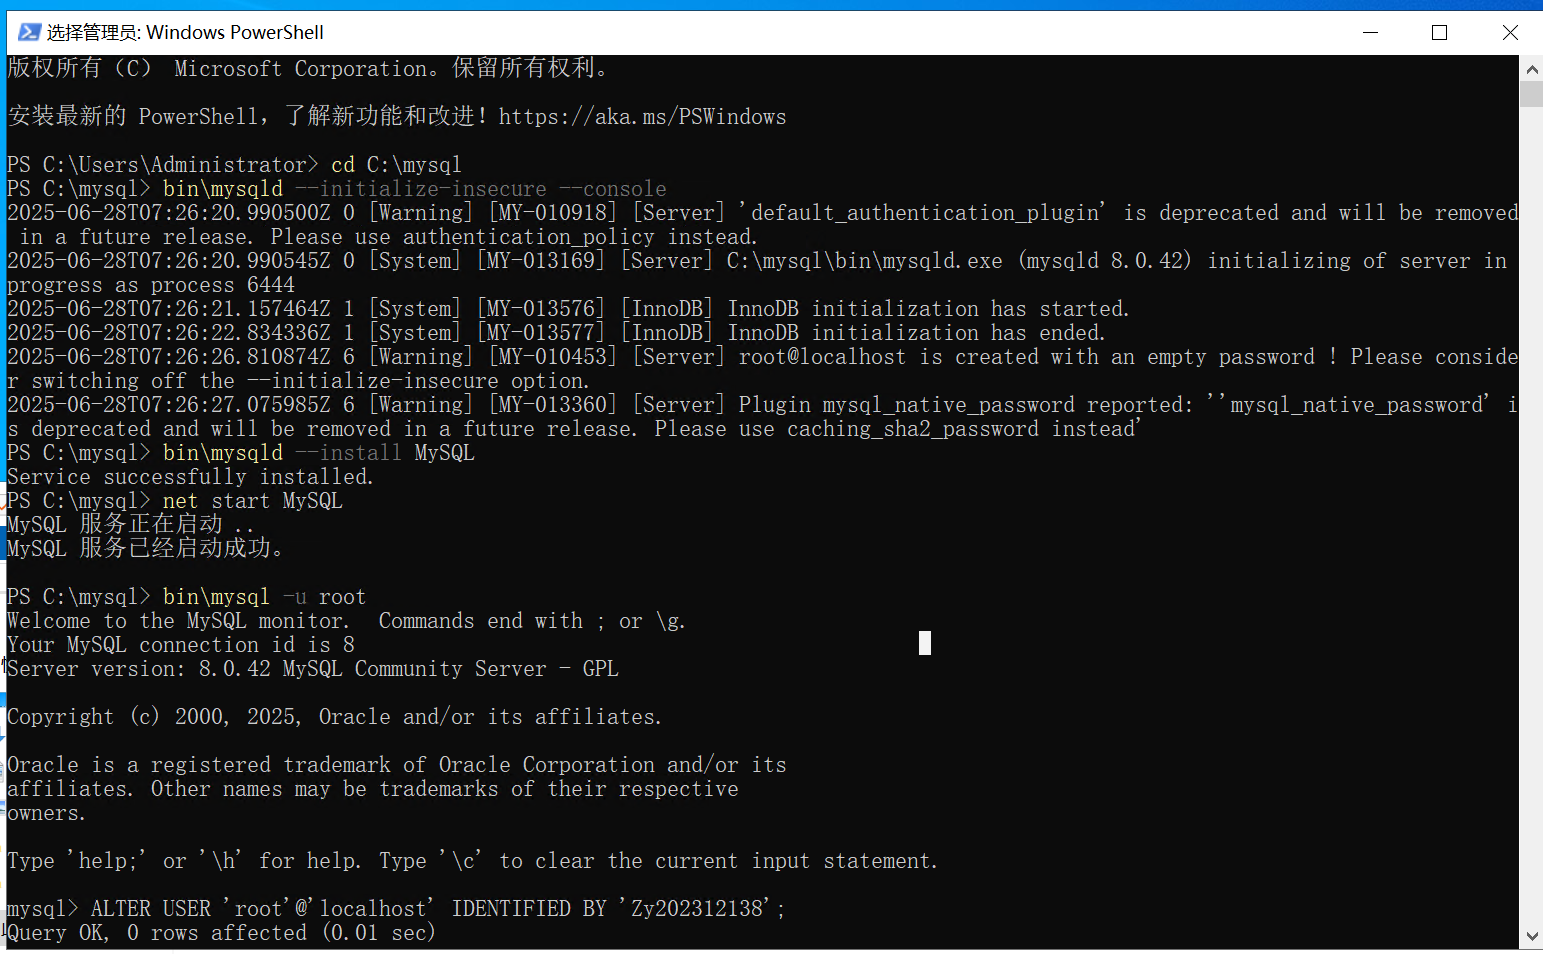 选择管理员: Windows PowerShell
版权所有（C） Microsoft Corporation。保留所有权利。
安装最新的 PowerShell，了解新功能和改进！https://aka.ms/PSWindows
PS C:\Users\Administrator> cd C:\mysql
PS C:\mysql> bin\mysqld --initialize-insecure --console
2025-06-28T07:26:20.990500Z 0 [Warning] [MY-010918] [Server] 'default_authentication_plugin' is deprecated and will be removed
 in a future release. Please use authentication_policy instead.
2025-06-28T07:26:20.990545Z 0 [System] [MY-013169] [Server] C:\mysql\bin\mysqld.exe (mysqld 8.0.42) initializing of server in
progress as process 6444
2025-06-28T07:26:21.157464Z 1 [System] [MY-013576] [InnoDB] InnoDB initialization has started.
2025-06-28T07:26:22.834336Z 1 [System] [MY-013577] [InnoDB] InnoDB initialization has ended.
2025-06-28T07:26:26.810874Z 6 [Warning] [MY-010453] [Server] root@localhost is created with an empty password ! Please conside
r switching off the --initialize-insecure option.
2025-06-28T07:26:27.075985Z 6 [Warning] [MY-013360] [Server] Plugin mysql_native_password reported: ''mysql_native_password' i
s deprecated and will be removed in a future release. Please use caching_sha2_password instead'
PS C:\mysql> bin\mysqld --install MySQL
Service successfully installed.
PS C:\mysql> net start MySQL
MySQL 服务正在启动 ..
MySQL 服务已经启动成功。
PS C:\mysql> bin\mysql -u root
Welcome to the MySQL monitor.  Commands end with ; or \g.
Your MySQL connection id is 8
Server version: 8.0.42 MySQL Community Server - GPL
Copyright (c) 2000, 2025, Oracle and/or its affiliates.
Oracle is a registered trademark of Oracle Corporation and/or its
affiliates. Other names may be trademarks of their respective
owners.
Type 'help;' or '\h' for help. Type '\c' to clear the current input statement.
mysql> ALTER USER 'root'@'localhost' IDENTIFIED BY 'Zy202312138';
Query OK, 0 rows affected (0.01 sec)